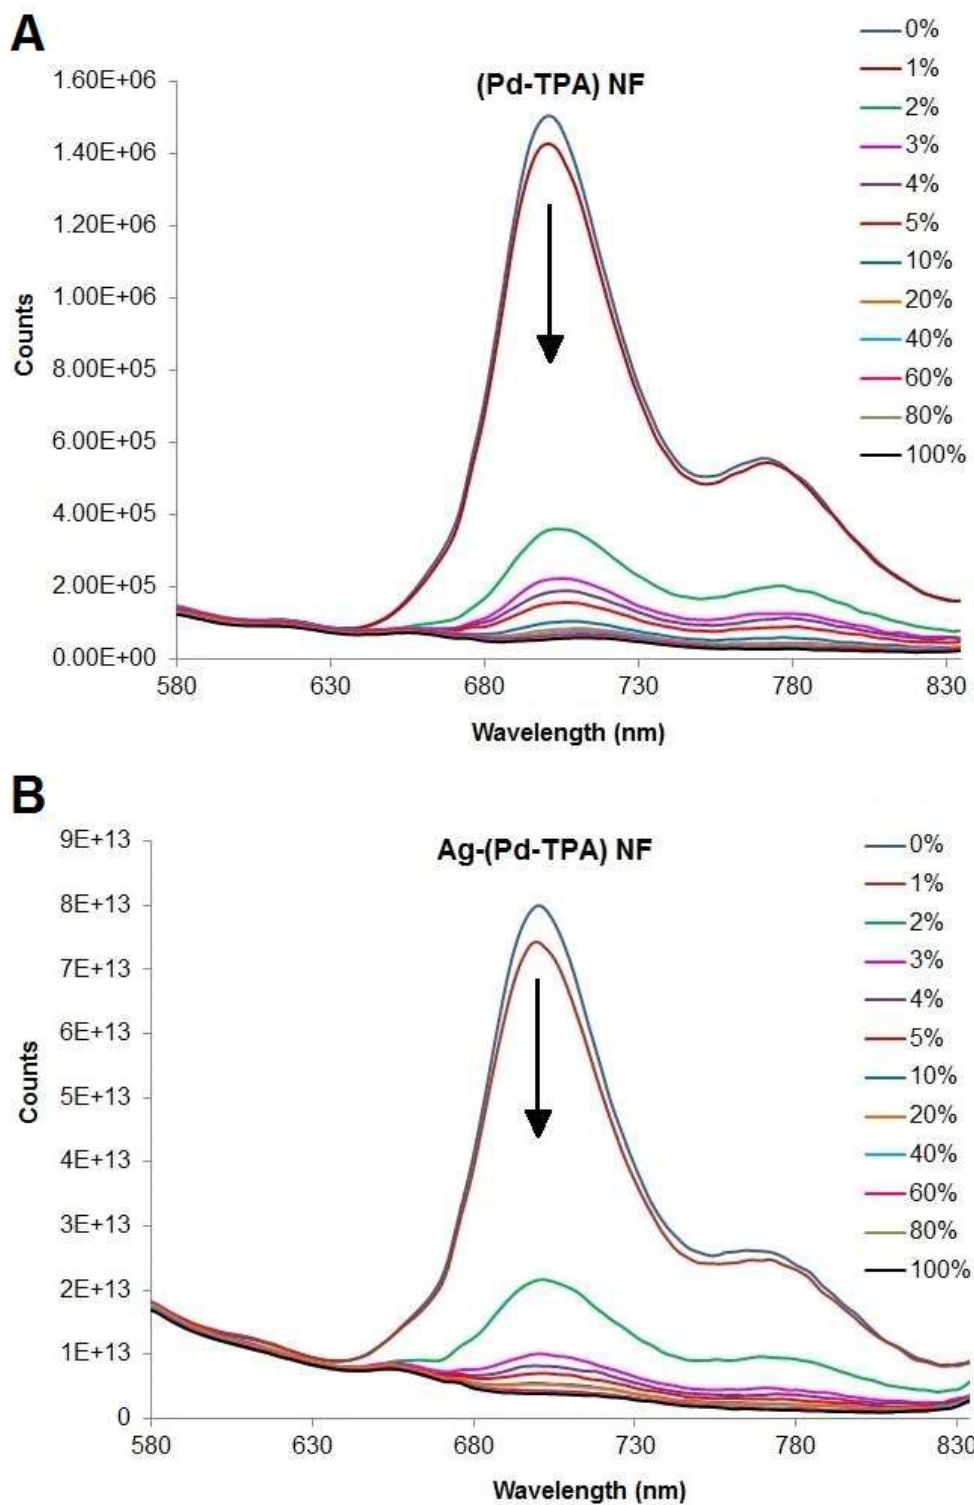 A
(Pd-TPA) NF
1.60E+06
1.40E+06
1.20E+06
1.00E+06
8.00E+05
6.00E+05
4.00E+05
2.00E+05
0.00E+00
Counts
580 630 680 730 780 830
Wavelength (nm)
0%
1%
2%
3%
4%
5%
10%
20%
40%
60%
80%
100%
B
Ag-(Pd-TPA) NF
9E+13
8E+13
7E+13
6E+13
5E+13
4E+13
3E+13
2E+13
1E+13
0
Counts
580 630 680 730 780 830
Wavelength (nm)
0%
1%
2%
3%
4%
5%
10%
20%
40%
60%
80%
100%